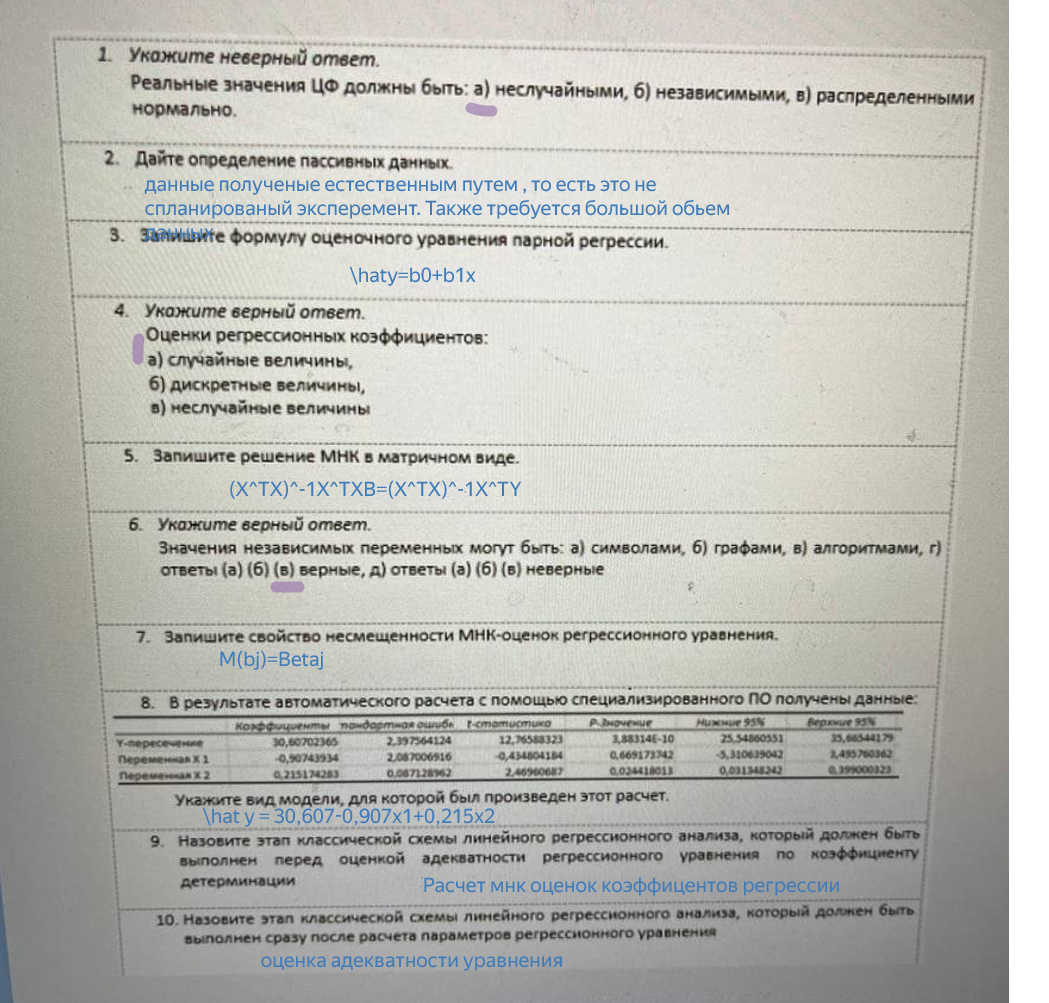 1. Укажите неверный ответ.
Реальные значения ЦФ должны быть: а) неслучайными, б) независимыми, в) распределенными
нормально.
2. Дайте определение пассивных данных.
данные полученые естественным путем , то есть это не
спланированый эксперемент. Также требуется большой обьем
данных
3. Запишите формулу оценочного уравнения парной регрессии.
\haty=b0+b1x
4. Укажите верный ответ.
Оценки регрессионных коэффициентов:
а) случайные величины,
б) дискретные величины,
в) неслучайные величины
5. Запишите решение МНК в матричном виде.
(X^TX)^-1X^TXB=(X^TX)^-1X^TY
6. Укажите верный ответ.
Значения независимых переменных могут быть: а) символами, б) графами, в) алгоритмами, г)
ответы (а) (б) (в) верные, д) ответы (а) (б) (в) неверные
7. Запишите свойство несмещенности МНК-оценок регрессионного уравнения.
M(bj)=Betaj
8. В результате автоматического расчета с помощью специализированного ПО получены данные:
Коэффициенты тандартная ошибк t-статистика P-Значение Нижние 95% Верхние 95%
Y-пересечение 30,60702365 2,397564124 12,76588323 3,88314E-10 25,54860551 35,66544179
Переменная X 1 -0,90743934 2,087006916 -0,434804184 0,669173742 -5,310639042 3,495760362
Переменная X 2 0,215174283 0,087128962 2,46960687 0,024418013 0,031348242 0,399000323
Укажите вид модели, для которой был произведен этот расчет.
\hat y = 30,607-0,907x1+0,215x2
9. Назовите этап классической схемы линейного регрессионного анализа, который должен быть
выполнен перед оценкой адекватности регрессионного уравнения по коэффициенту
детерминации
Расчет мнк оценок коэффицентов регрессии
10. Назовите этап классической схемы линейного регрессионного анализа, который должен быть
выполнен сразу после расчета параметров регрессионного уравнения
оценка адекватности уравнения